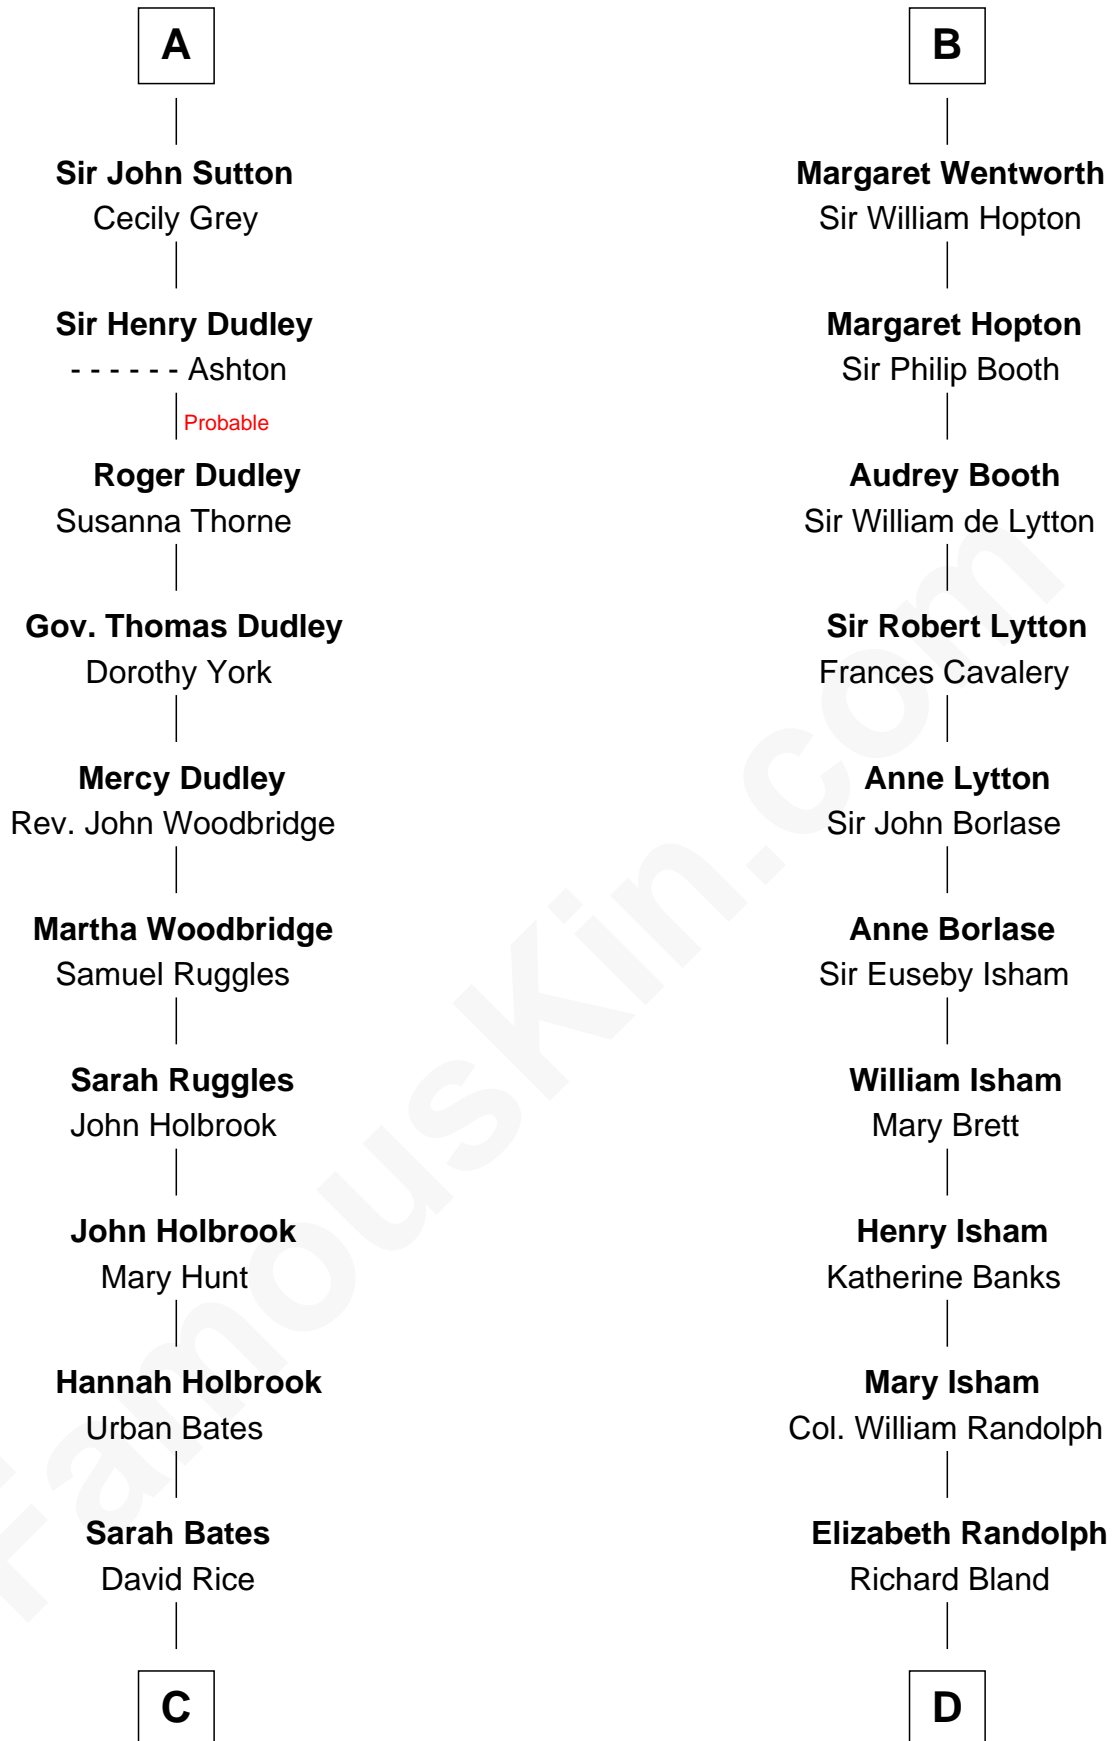 A
Sir John Sutton
Cecily Grey
Sir Henry Dudley
- - - - - - Ashton
Probable
Roger Dudley
Susanna Thorne
Gov. Thomas Dudley
Dorothy York
Mercy Dudley
Rev. John Woodbridge
Martha Woodbridge
Samuel Ruggles
Sarah Ruggles
John Holbrook
John Holbrook
Mary Hunt
Hannah Holbrook
Urban Bates
Sarah Bates
David Rice
C
B
Margaret Wentworth
Sir William Hopton
Margaret Hopton
Sir Philip Booth
Audrey Booth
Sir William de Lytton
Sir Robert Lytton
Frances Cavalery
Anne Lytton
Sir John Borlase
Anne Borlase
Sir Euseby Isham
William Isham
Mary Brett
Henry Isham
Katherine Banks
Mary Isham
Col. William Randolph
Elizabeth Randolph
Richard Bland
D
FamousKin.com